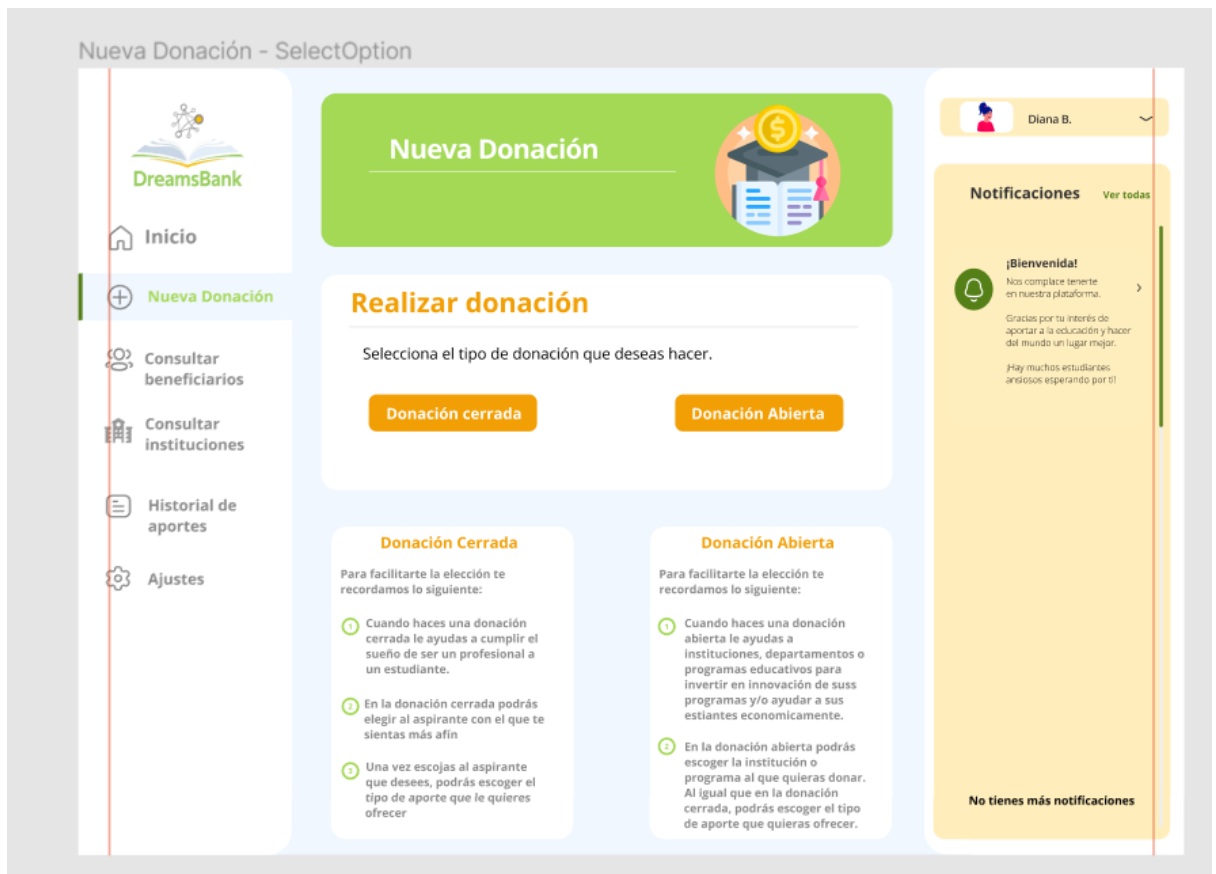 Nueva Donación - SelectOption
DreamsBank
Inicio
Nueva Donación
Consultar
beneficiarios
Consultar
instituciones
Historial de
aportes
Ajustes
Nueva Donación
Realizar donación
Selecciona el tipo de donación que deseas hacer.
Donación cerrada
Donación Abierta
Donación Cerrada
Para facilitarte la elección te
recordamos lo siguiente:
1 Cuando haces una donación
cerrada le ayudas a cumplir el
sueño de ser un profesional a
un estudiante.
2 En la donación cerrada podrás
elegir al aspirante con el que te
sientas más afín
3 Una vez escojas al aspirante
que desees, podrás escoger el
tipo de aporte que le quieres
ofrecer
Donación Abierta
Para facilitarte la elección te
recordamos lo siguiente:
1 Cuando haces una donación
abierta le ayudas a
instituciones, departamentos o
programas educativos para
invertir en innovación de suss
programas y/o ayudar a sus
estiantes economicamente.
2 En la donación abierta podrás
escoger la institución o
programa al que quieras donar.
Al igual que en la donación
cerrada, podrás escoger el tipo
de aporte que quieras ofrecer.
Diana B.
Notificaciones
Ver todas
¡Bienvenida!
Nos complace tenerte
en nuestra plataforma.
Gracias por tu interés de
aportar a la educación y hacer
del mundo un lugar mejor.
¡Hay muchos estudiantes
ansiosos esperando por ti!
No tienes más notificaciones